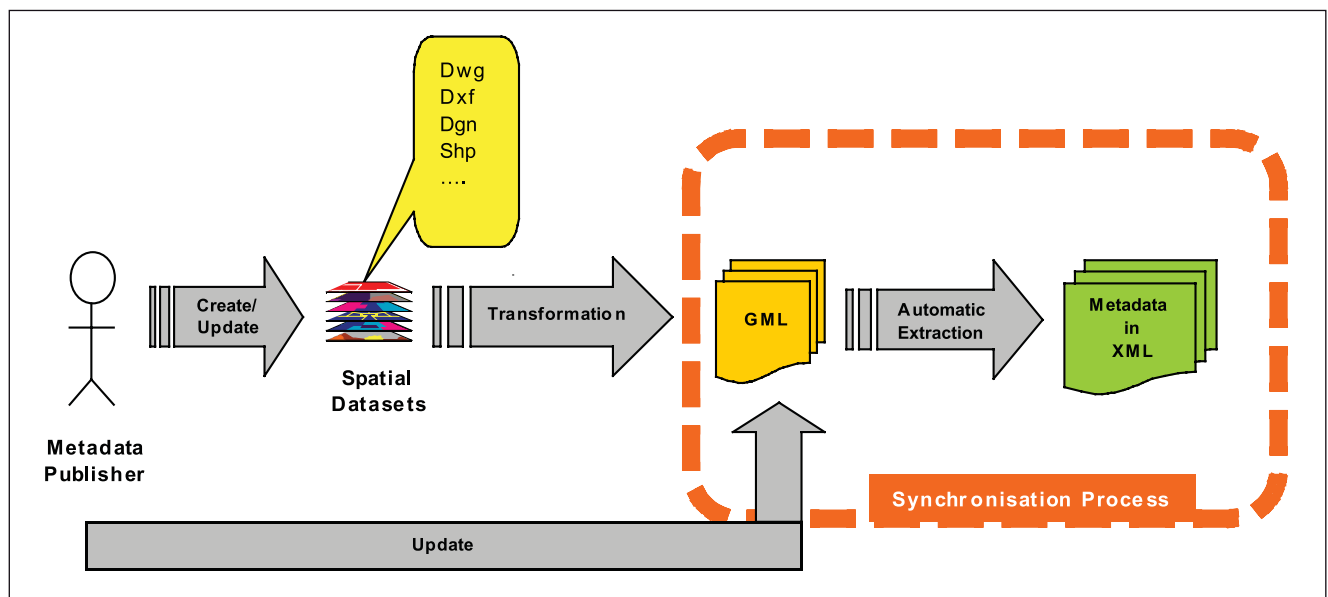 Dwg
Dxf
Dgn
Shp
....
Create/
Update
Transformation
GML
Automatic
Extraction
Metadata
in
XML
Spatial
Datasets
Metadata
Publisher
Synchronisation Process
Update